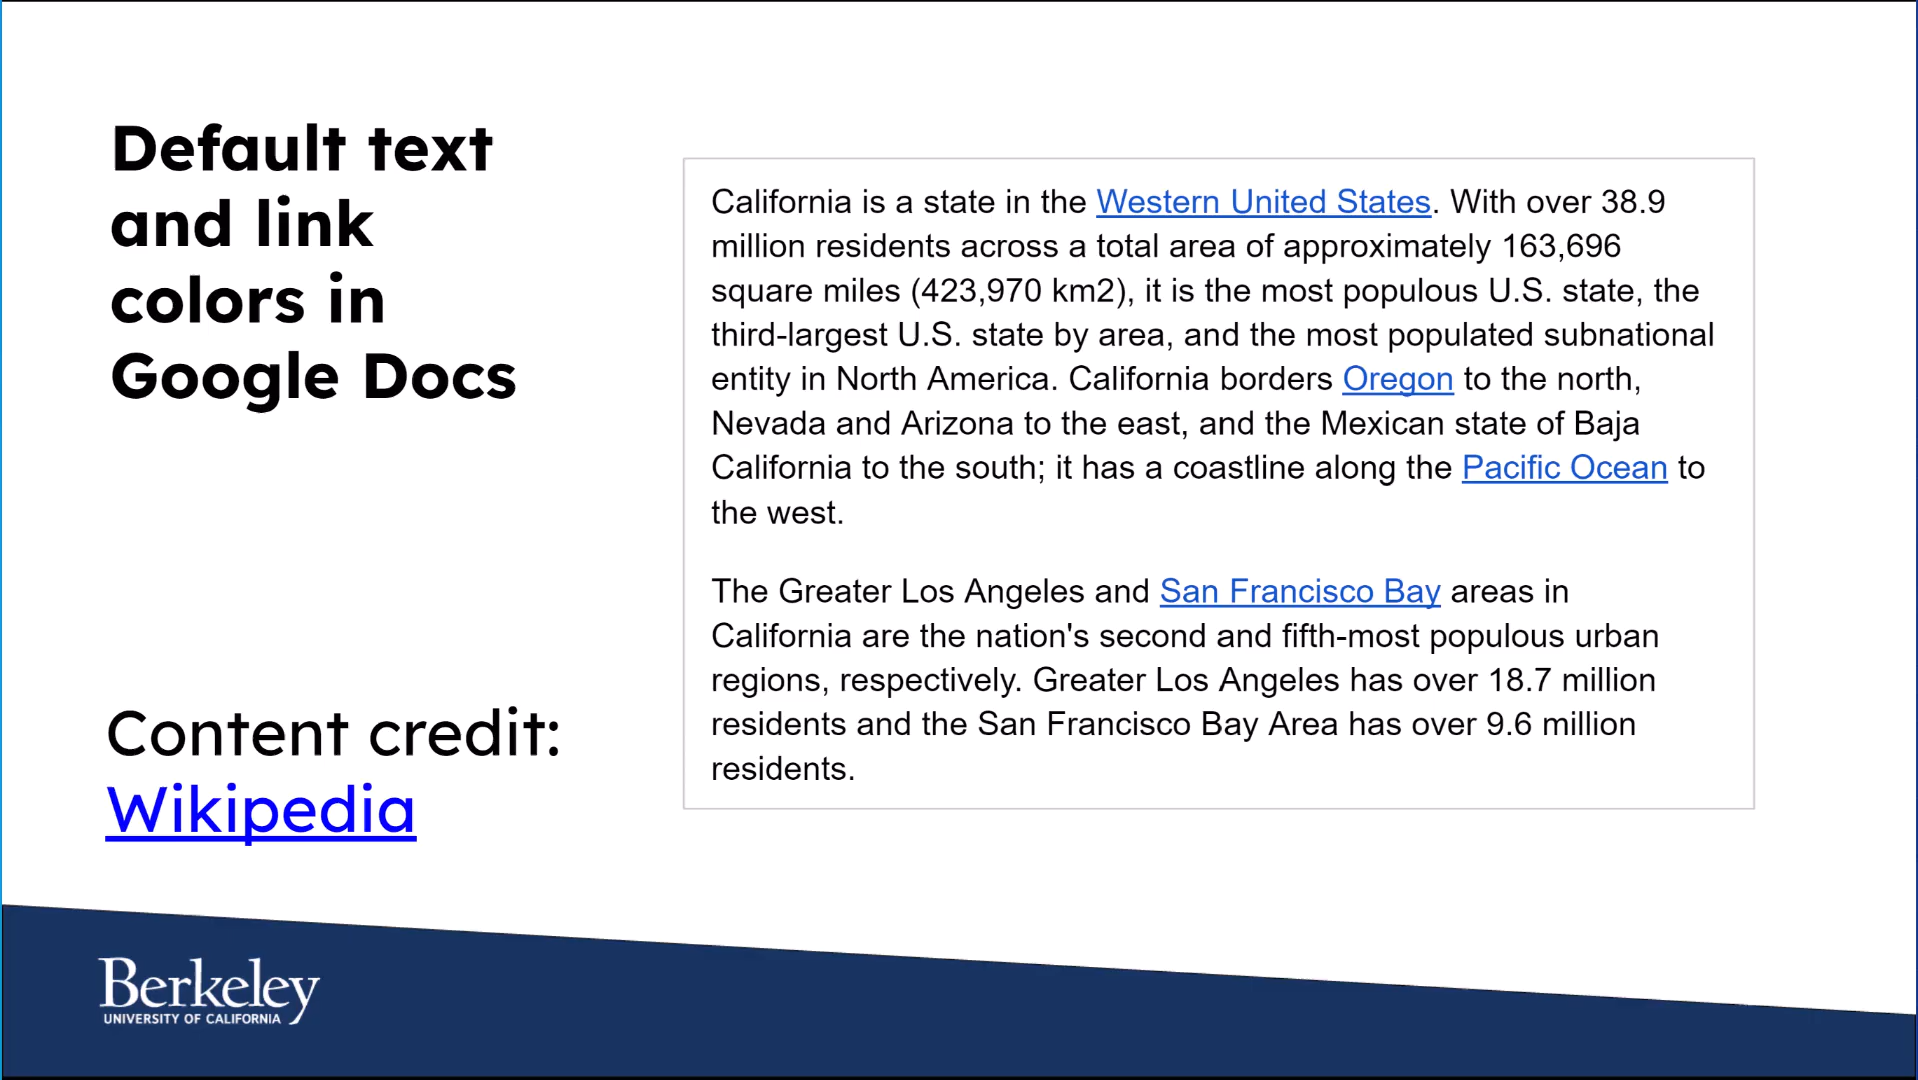 Default text
and link
colors in
Google Docs
Content credit:
Wikipedia
California is a state in the Western United States. With over 38.9
million residents across a total area of approximately 163,696
square miles (423,970 km2), it is the most populous U.S. state, the
third-largest U.S. state by area, and the most populated subnational
entity in North America. California borders Oregon to the north,
Nevada and Arizona to the east, and the Mexican state of Baja
California to the south; it has a coastline along the Pacific Ocean to
the west.
The Greater Los Angeles and San Francisco Bay areas in
California are the nation's second and fifth-most populous urban
regions, respectively. Greater Los Angeles has over 18.7 million
residents and the San Francisco Bay Area has over 9.6 million
residents.
Berkeley
UNIVERSITY OF CALIFORNIA